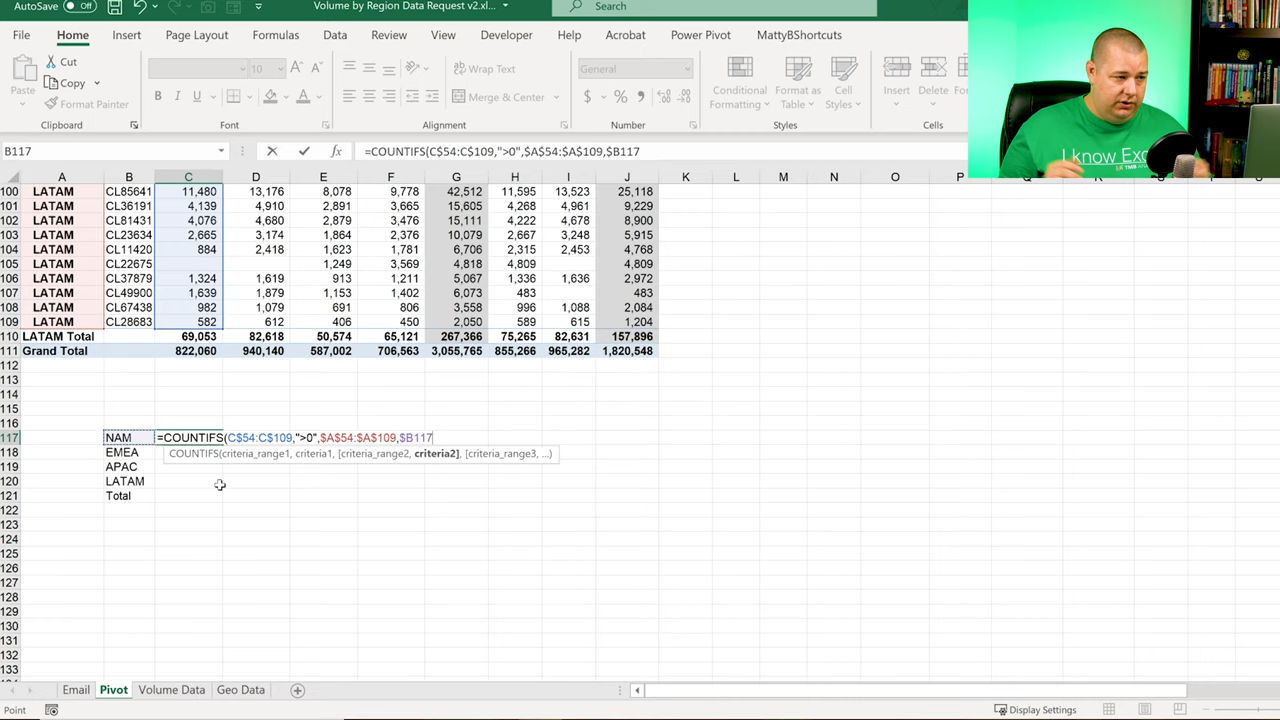 AutoSave Off Volume by Region Data Request v2.xl... Search
File Home Insert Page Layout Formulas Data Review View Developer Help Acrobat Power Pivot MattyBShortcuts
Paste Cut Copy Format Painter
10 A A B I U A
Wrap Text Merge & Center
General $ % ,
Conditional Formatting Format as Table Cell Styles Insert Delete
Clipboard Font Alignment Number Styles Cells
I know Ex
B117 fx =COUNTIFS(C$54:C$109,">0",$A$54:$A$109,$B117
A B C D E F G H I J K L M N O P Q R S T U
100 LATAM CL85641 11,480 13,176 8,078 9,778 42,512 11,595 13,523 25,118
101 LATAM CL36191 4,139 4,910 2,891 3,665 15,605 4,268 4,961 9,229
102 LATAM CL81431 4,076 4,680 2,879 3,476 15,111 4,222 4,678 8,900
103 LATAM CL23634 2,665 3,174 1,864 2,376 10,079 2,667 3,248 5,915
104 LATAM CL11420 884 2,418 1,623 1,781 6,706 2,315 2,453 4,768
105 LATAM CL22675 1,249 3,569 4,818 4,809 4,809
106 LATAM CL37879 1,324 1,619 913 1,211 5,067 1,336 1,636 2,972
107 LATAM CL49900 1,639 1,879 1,153 1,402 6,073 483 483
108 LATAM CL67438 982 1,079 691 806 3,558 996 1,088 2,084
109 LATAM CL28683 582 612 406 450 2,050 589 615 1,204
110 LATAM Total 69,053 82,618 50,574 65,121 267,366 75,265 82,631 157,896
111 Grand Total 822,060 940,140 587,002 706,563 3,055,765 855,266 965,282 1,820,548
112
113
114
115
116
117 NAM =COUNTIFS(C$54:C$109,">0",$A$54:$A$109,$B117
118 EMEA COUNTIFS(criteria_range1, criteria1, [criteria_range2, criteria2], [criteria_range3, ...)
119 APAC
120 LATAM
121 Total
122
123
124
125
126
127
128
129
130
131
132
133
Email Pivot Volume Data Geo Data
Point Display Settings